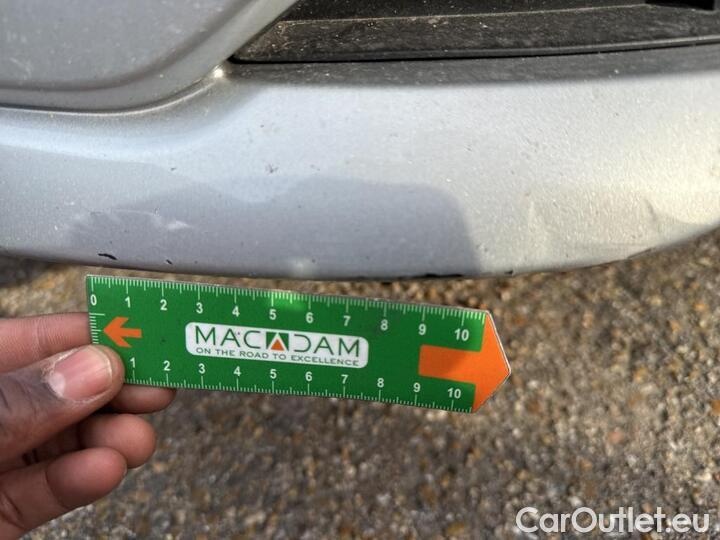 0 1 2 3 4 5 6 7 8 9 10
MACADAM
ON THE ROAD TO EXCELLENCE
1 2 3 4 5 6 7 8 9 10
CarOutlet.eu